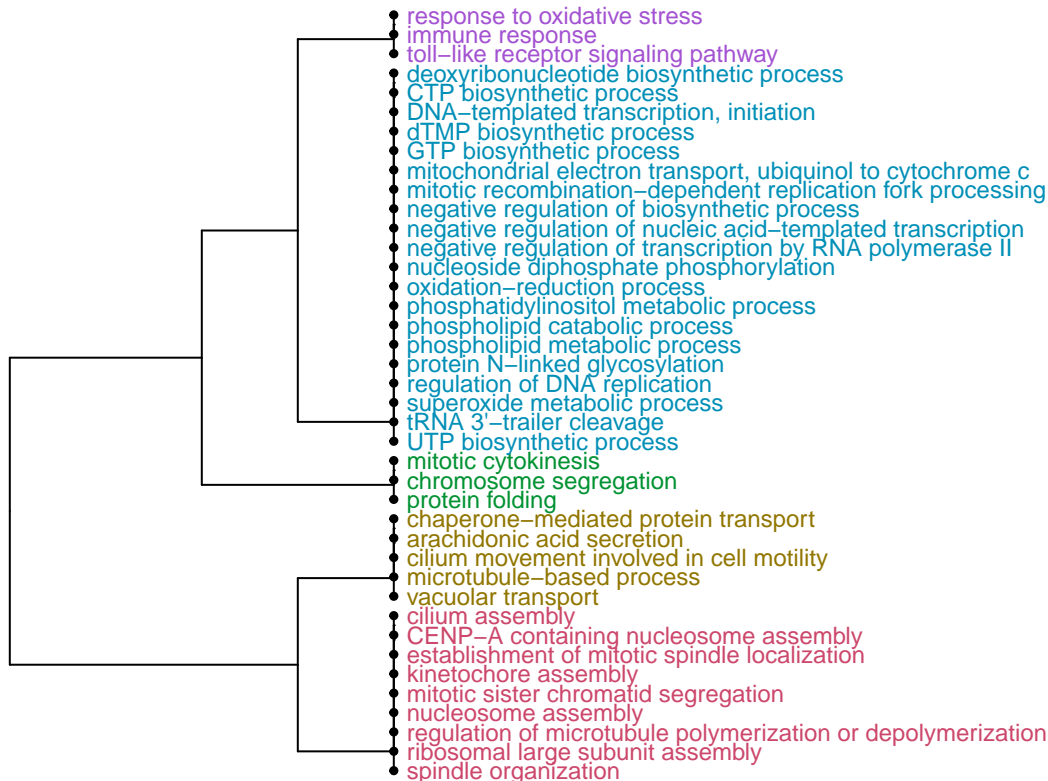 response to oxidative stress
immune response
toll−like receptor signaling pathway
deoxyribonucleotide biosynthetic process
CTP biosynthetic process
DNA−templated transcription, initiation
dTMP biosynthetic process
GTP biosynthetic process
mitochondrial electron transport, ubiquinol to cytochrome c
mitotic recombination−dependent replication fork processing
negative regulation of biosynthetic process
negative regulation of nucleic acid−templated transcription
negative regulation of transcription by RNA polymerase II
nucleoside diphosphate phosphorylation
oxidation−reduction process
phosphatidylinositol metabolic process
phospholipid catabolic process
phospholipid metabolic process
protein N−linked glycosylation
regulation of DNA replication
superoxide metabolic process
tRNA 3'−trailer cleavage
UTP biosynthetic process
mitotic cytokinesis
chromosome segregation
protein folding
chaperone−mediated protein transport
arachidonic acid secretion
cilium movement involved in cell motility
microtubule−based process
vacuolar transport
cilium assembly
CENP−A containing nucleosome assembly
establishment of mitotic spindle localization
kinetochore assembly
mitotic sister chromatid segregation
nucleosome assembly
regulation of microtubule polymerization or depolymerization
ribosomal large subunit assembly
spindle organization